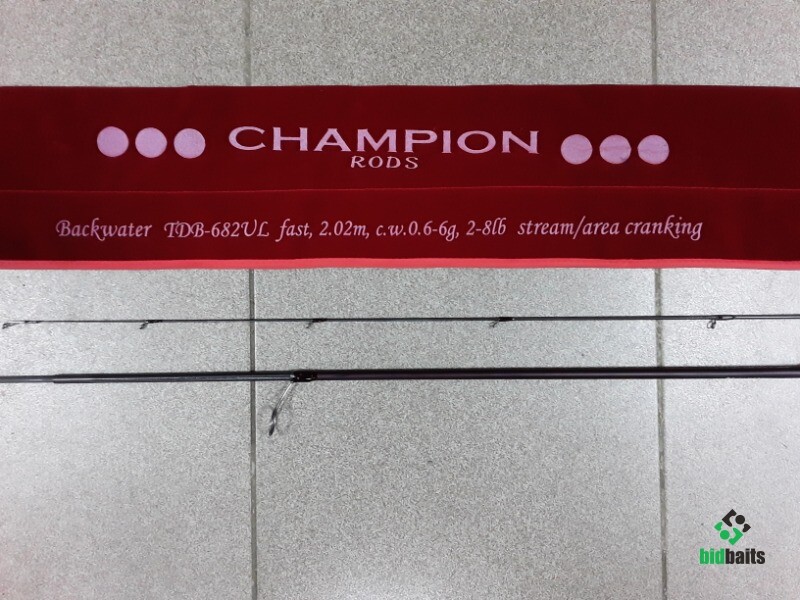 CHAMPION
RODS
Backwater TDB-682UL fast, 2.02m, c.w.0.6-6g, 2-8lb stream/area cranking
bidbaits